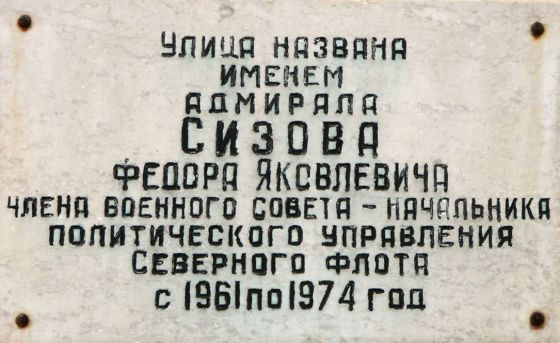 УЛИЦА НАЗВАНА
ИМЕНЕМ
АДМИРАЛА
СИЗОВА
ФЕДОРА ЯКОВЛЕВИЧА
ЧЛЕНА ВОЕННОГО СОВЕТА – НАЧАЛЬНИКА
ПОЛИТИЧЕСКОГО УПРАВЛЕНИЯ
СЕВЕРНОГО ФЛОТА
С 1961 ПО 1974 ГОД